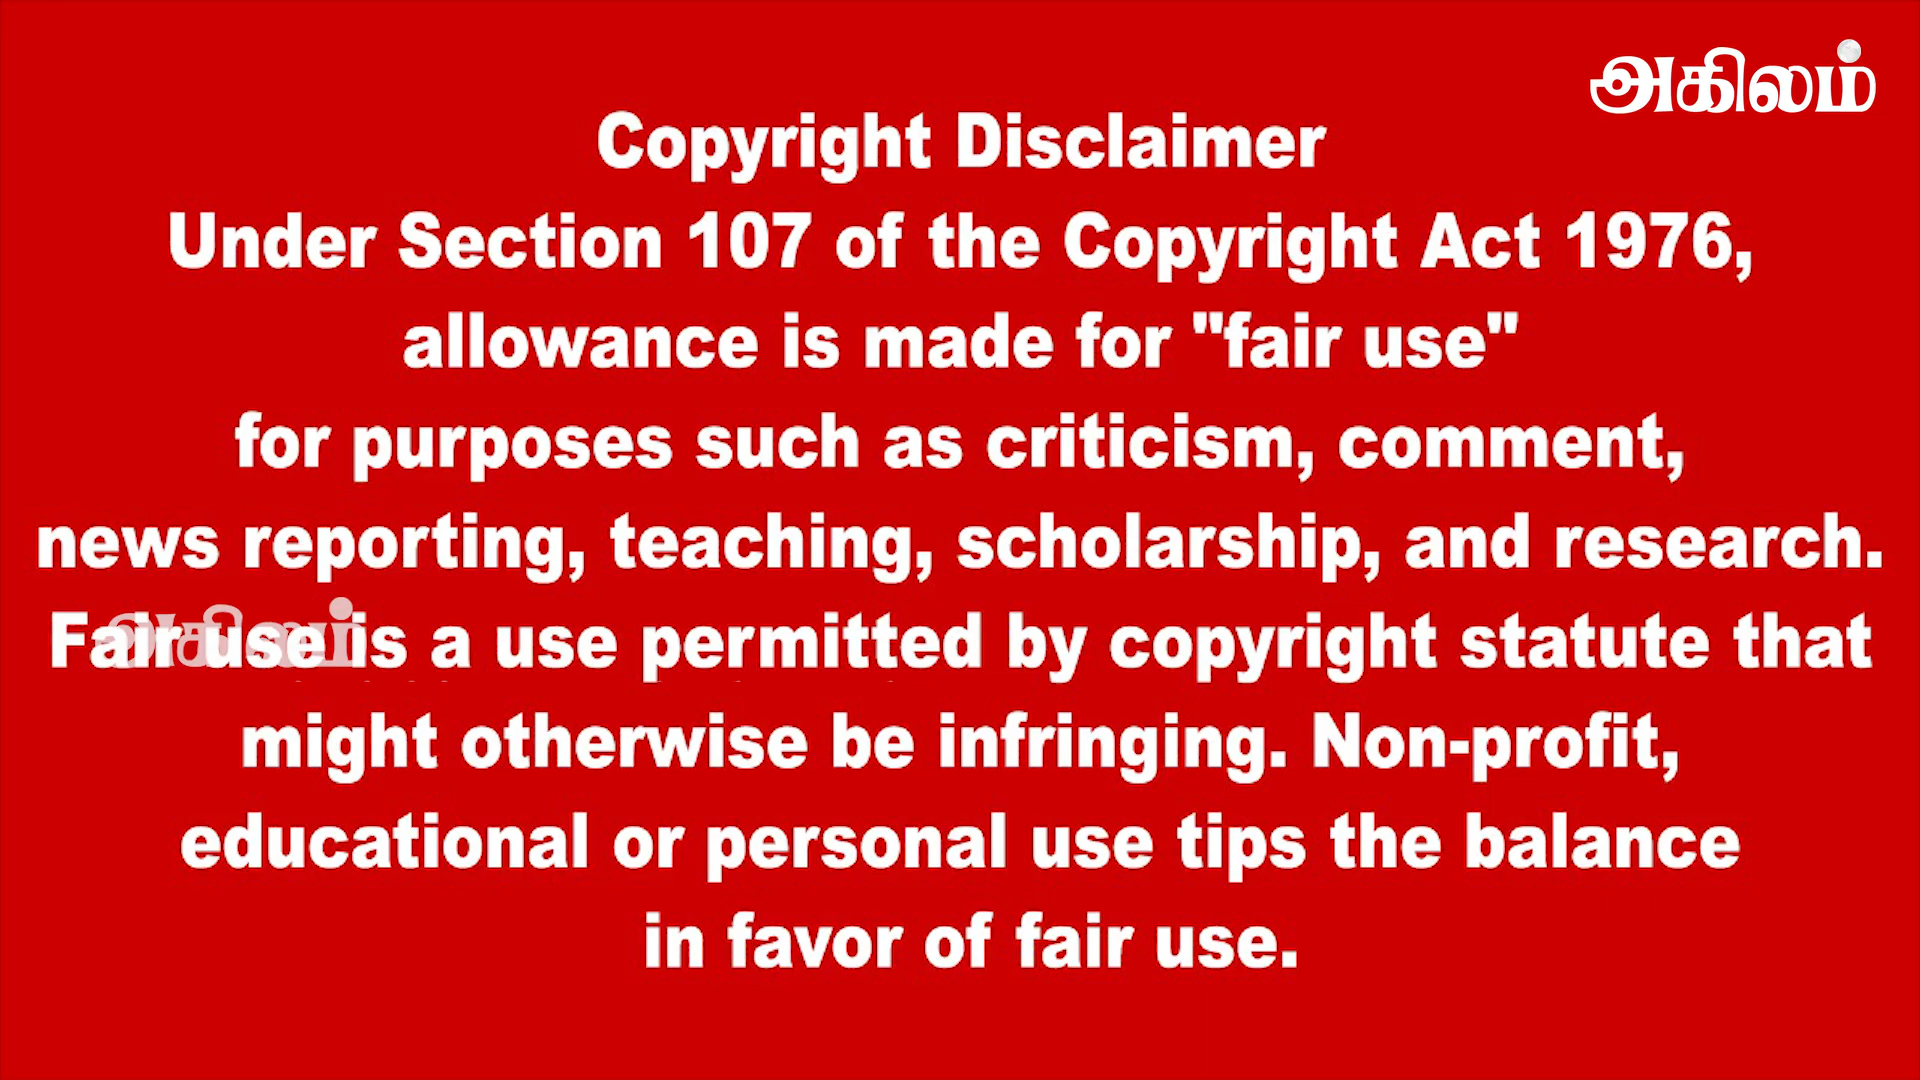 அகிலம்
Copyright Disclaimer
Under Section 107 of the Copyright Act 1976,
allowance is made for "fair use"
for purposes such as criticism, comment,
news reporting, teaching, scholarship, and research.
Fair use is a use permitted by copyright statute that
அகிலம்
might otherwise be infringing. Non-profit,
educational or personal use tips the balance
in favor of fair use.